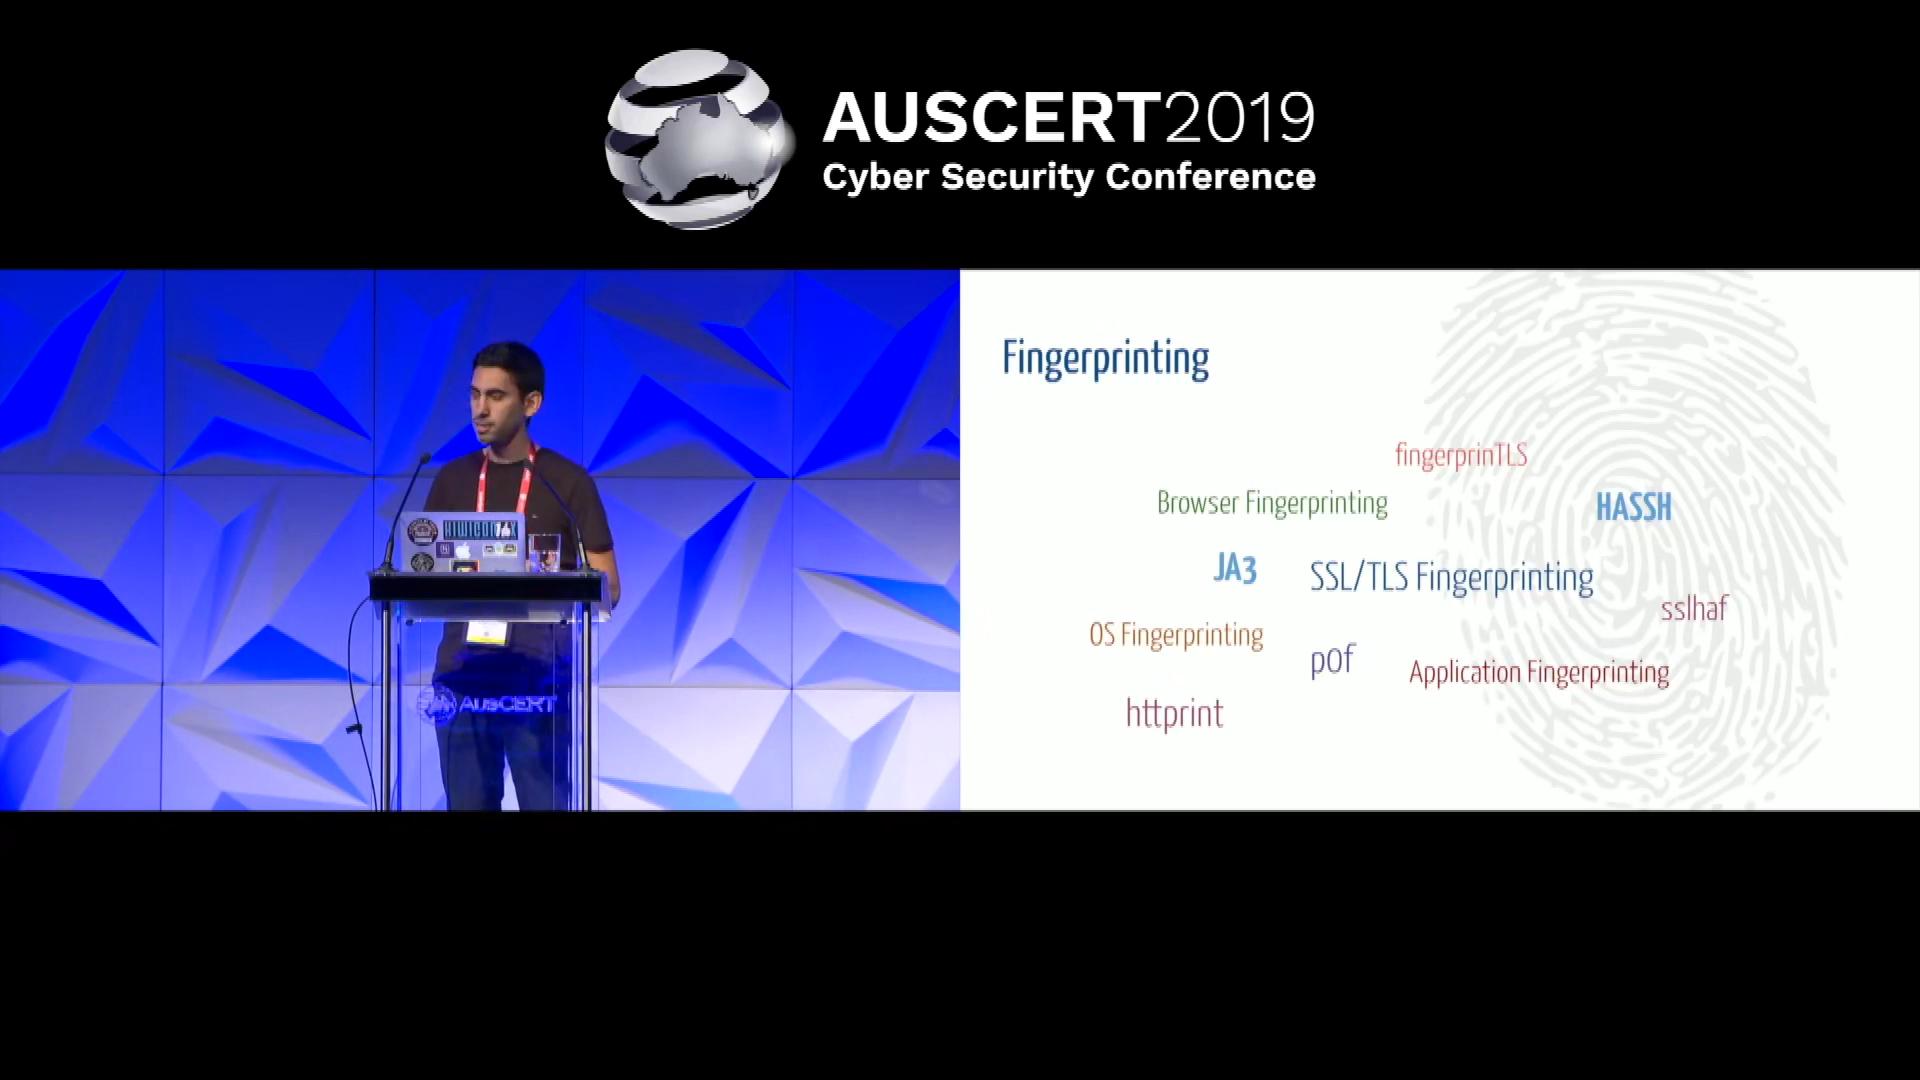 AUSCERT2019
Cyber Security Conference
Fingerprinting
fingerprinTLS
Browser Fingerprinting
HASSH
JA3
SSL/TLS Fingerprinting
sslhaf
OS Fingerprinting
p0f
Application Fingerprinting
httprint
AusCERT